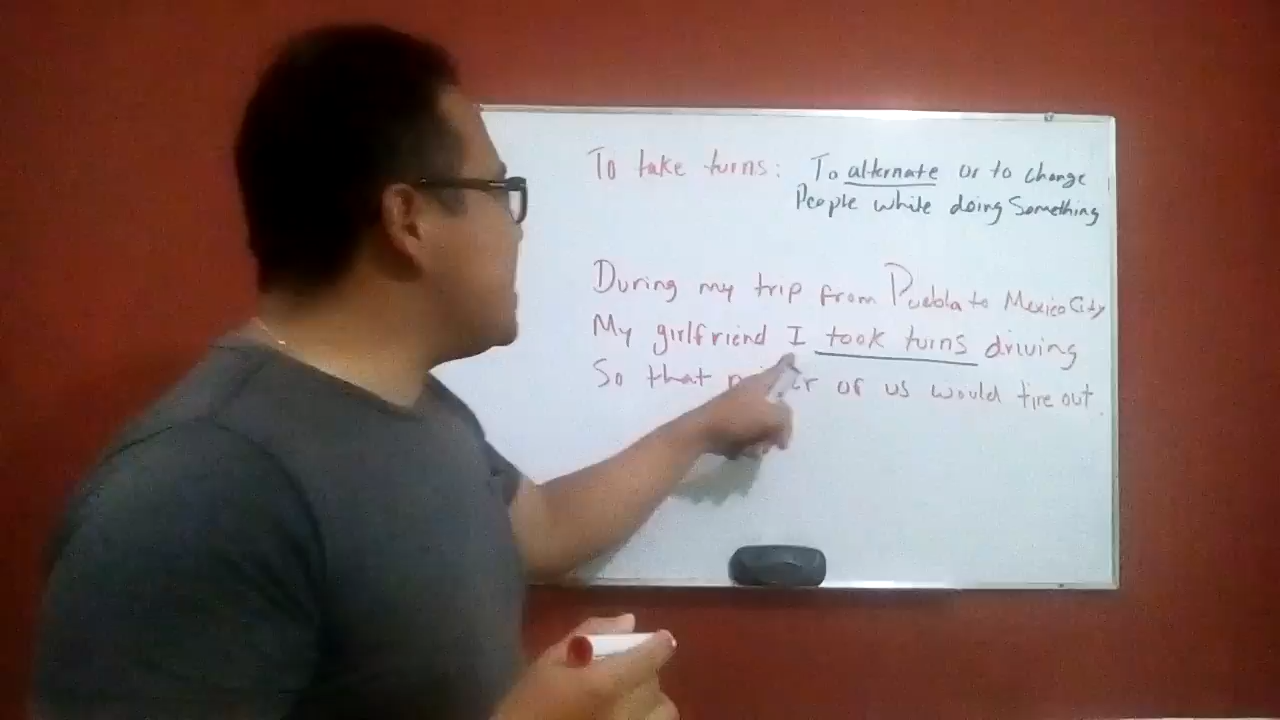 To take turns: To alternate or to change
People while doing Something
During my trip from Puebla to Mexico City
My girlfriend I took turns driving
So that of us would tire out.